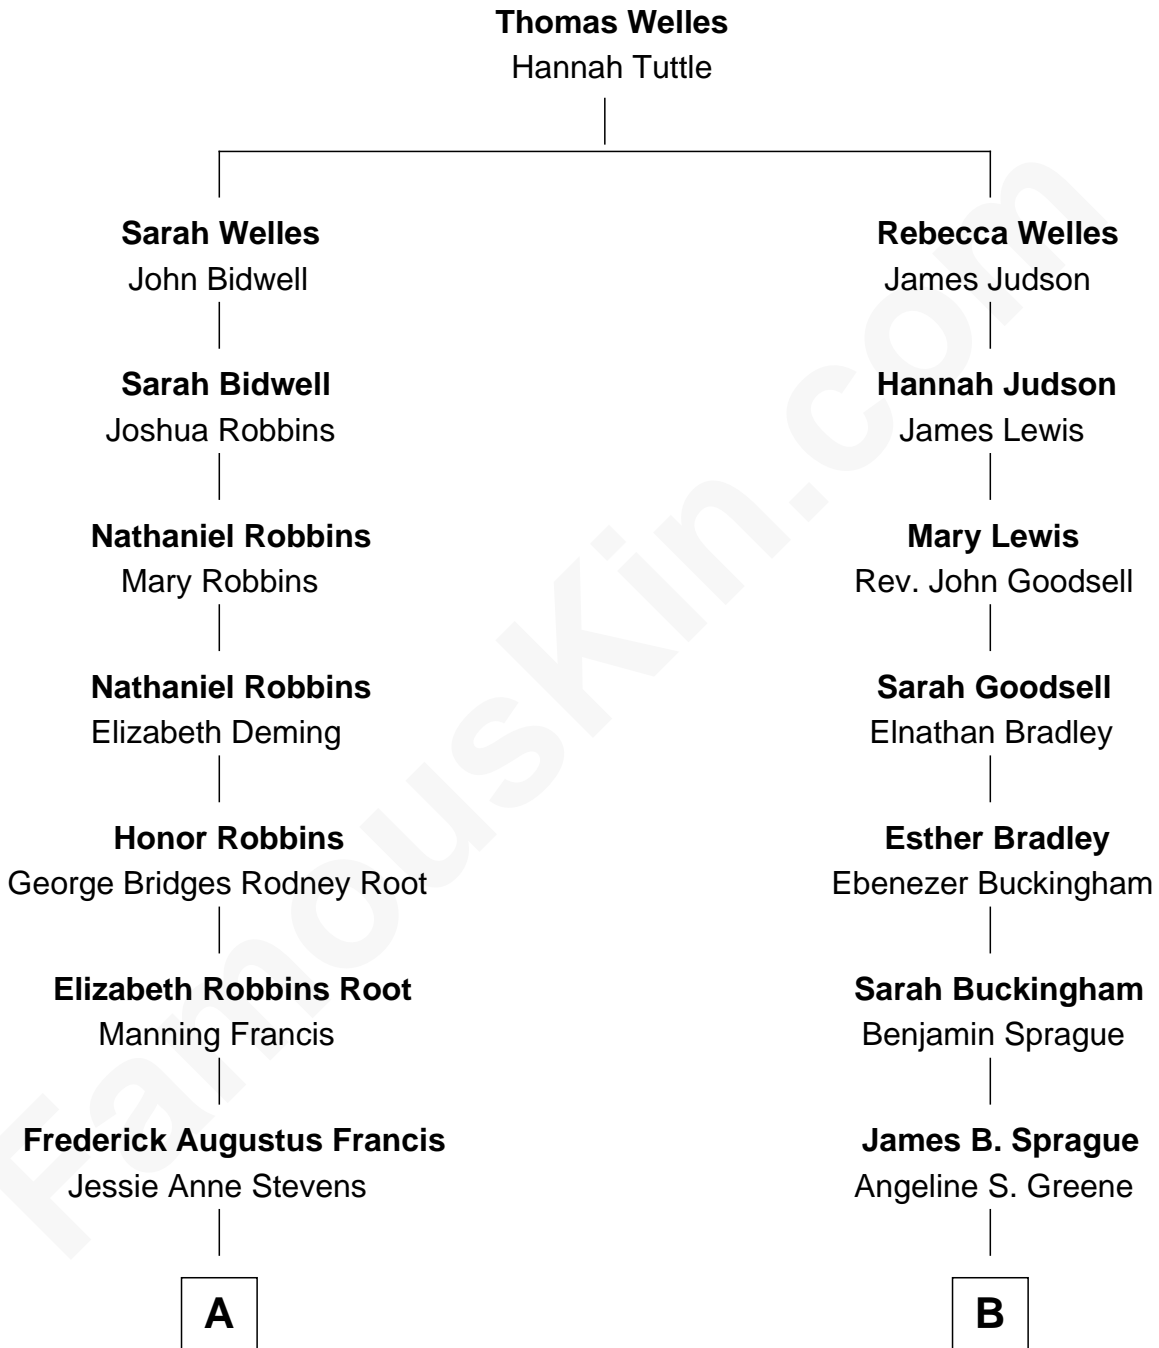 Thomas Welles
Hannah Tuttle
Sarah Welles
John Bidwell
Rebecca Welles
James Judson
Sarah Bidwell
Joshua Robbins
Hannah Judson
James Lewis
Nathaniel Robbins
Mary Robbins
Mary Lewis
Rev. John Goodsell
Nathaniel Robbins
Elizabeth Deming
Sarah Goodsell
Elnathan Bradley
Honor Robbins
George Bridges Rodney Root
Esther Bradley
Ebenezer Buckingham
Elizabeth Robbins Root
Manning Francis
Sarah Buckingham
Benjamin Sprague
Frederick Augustus Francis
Jessie Anne Stevens
James B. Sprague
Angeline S. Greene
A
B
FamousKin.com